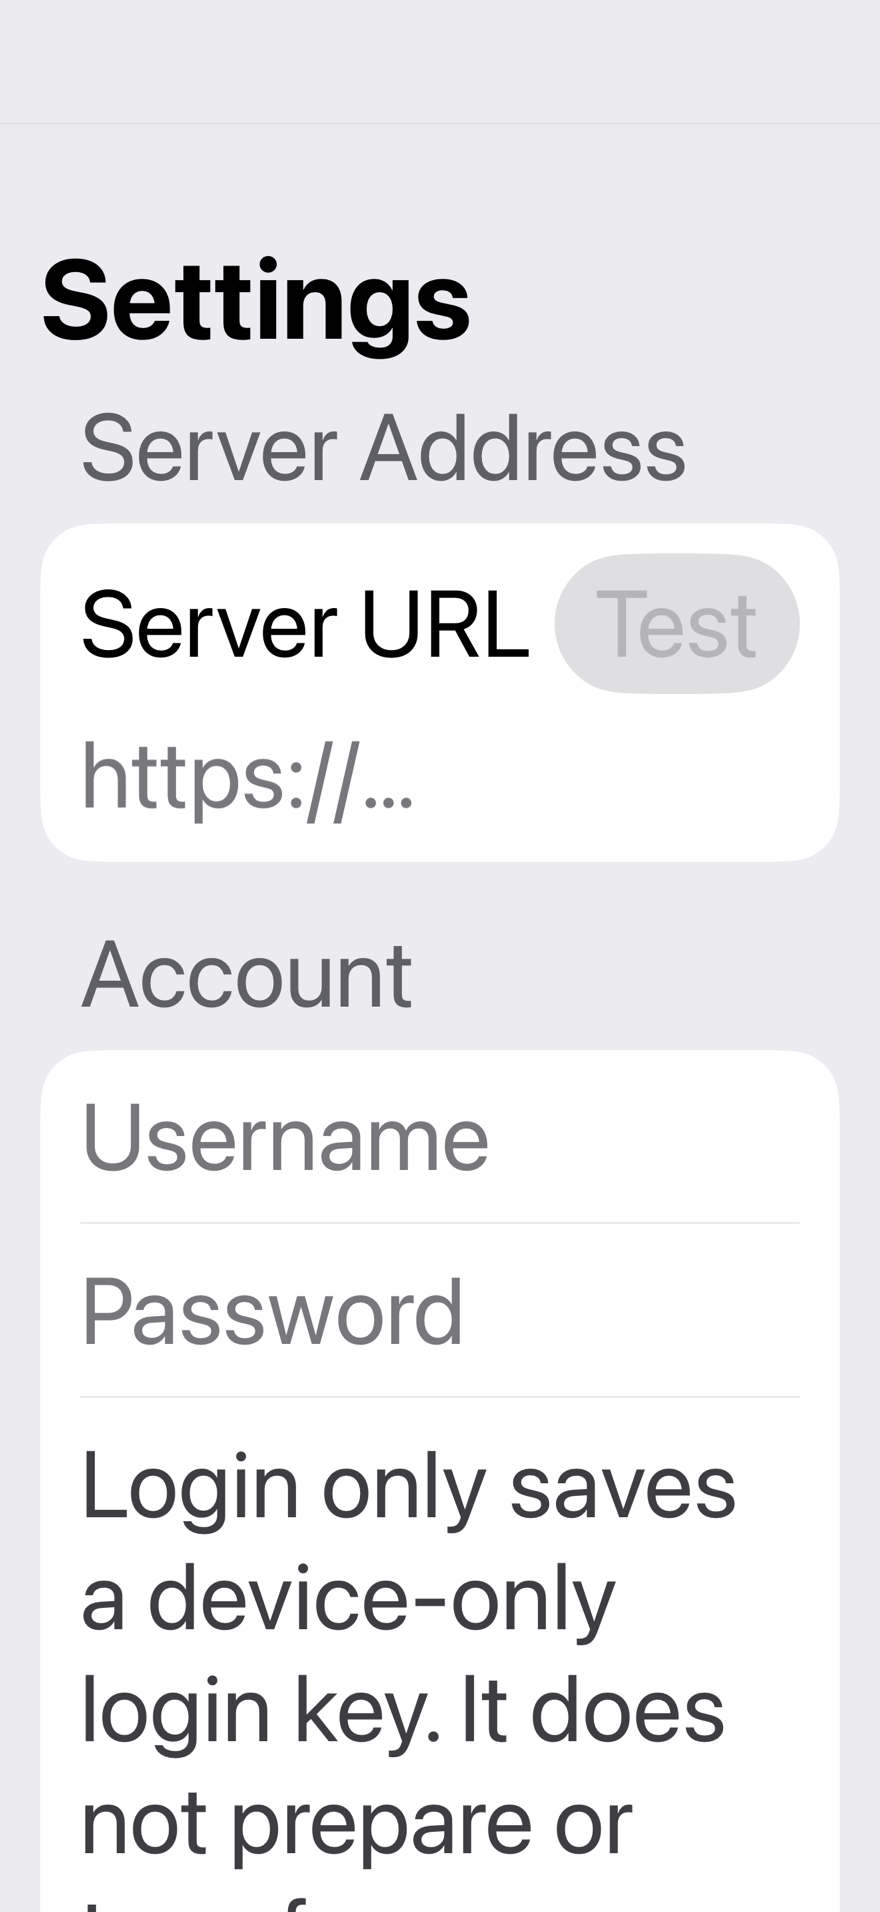 Settings
Server Address
Server URL Test
https://...
Account
Username
Password
Login only saves
a device-only
login key. It does
not prepare or